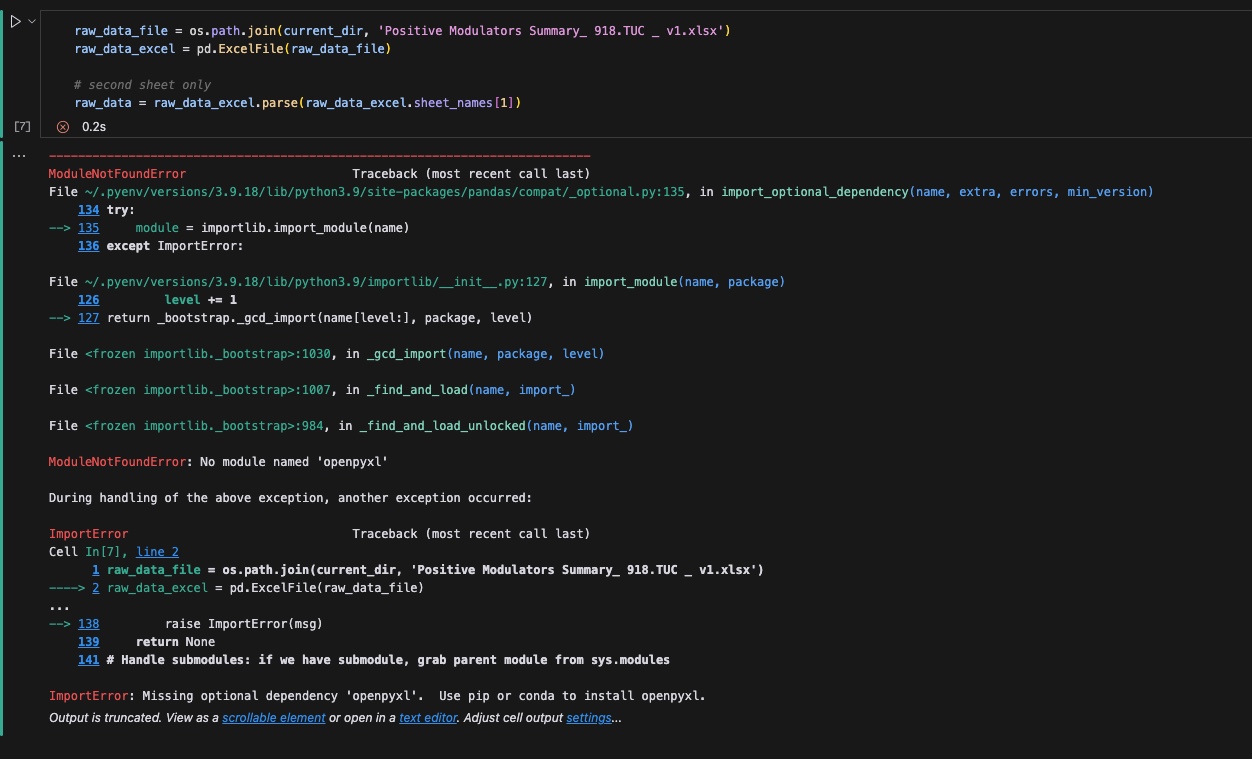 raw_data_file = os.path.join(current_dir, 'Positive Modulators Summary_ 918.TUC _ v1.xlsx')
raw_data_excel = pd.ExcelFile(raw_data_file)
# second sheet only
raw_data = raw_data_excel.parse(raw_data_excel.sheet_names[1])
[7] 0.2s
...
---------------------------------------------------------------------------
ModuleNotFoundError                       Traceback (most recent call last)
File ~/.pyenv/versions/3.9.18/lib/python3.9/site-packages/pandas/compat/_optional.py:135, in import_optional_dependency(name, extra, errors, min_version)
    134 try:
--> 135     module = importlib.import_module(name)
    136 except ImportError:
File ~/.pyenv/versions/3.9.18/lib/python3.9/importlib/__init__.py:127, in import_module(name, package)
    126         level += 1
--> 127 return _bootstrap._gcd_import(name[level:], package, level)
File <frozen importlib._bootstrap>:1030, in _gcd_import(name, package, level)
File <frozen importlib._bootstrap>:1007, in _find_and_load(name, import_)
File <frozen importlib._bootstrap>:984, in _find_and_load_unlocked(name, import_)
ModuleNotFoundError: No module named 'openpyxl'
During handling of the above exception, another exception occurred:
ImportError                               Traceback (most recent call last)
Cell In[7], line 2
      1 raw_data_file = os.path.join(current_dir, 'Positive Modulators Summary_ 918.TUC _ v1.xlsx')
----> 2 raw_data_excel = pd.ExcelFile(raw_data_file)
...
--> 138         raise ImportError(msg)
    139     return None
    141 # Handle submodules: if we have submodule, grab parent module from sys.modules
ImportError: Missing optional dependency 'openpyxl'.  Use pip or conda to install openpyxl.
Output is truncated. View as a scrollable element or open in a text editor. Adjust cell output settings...